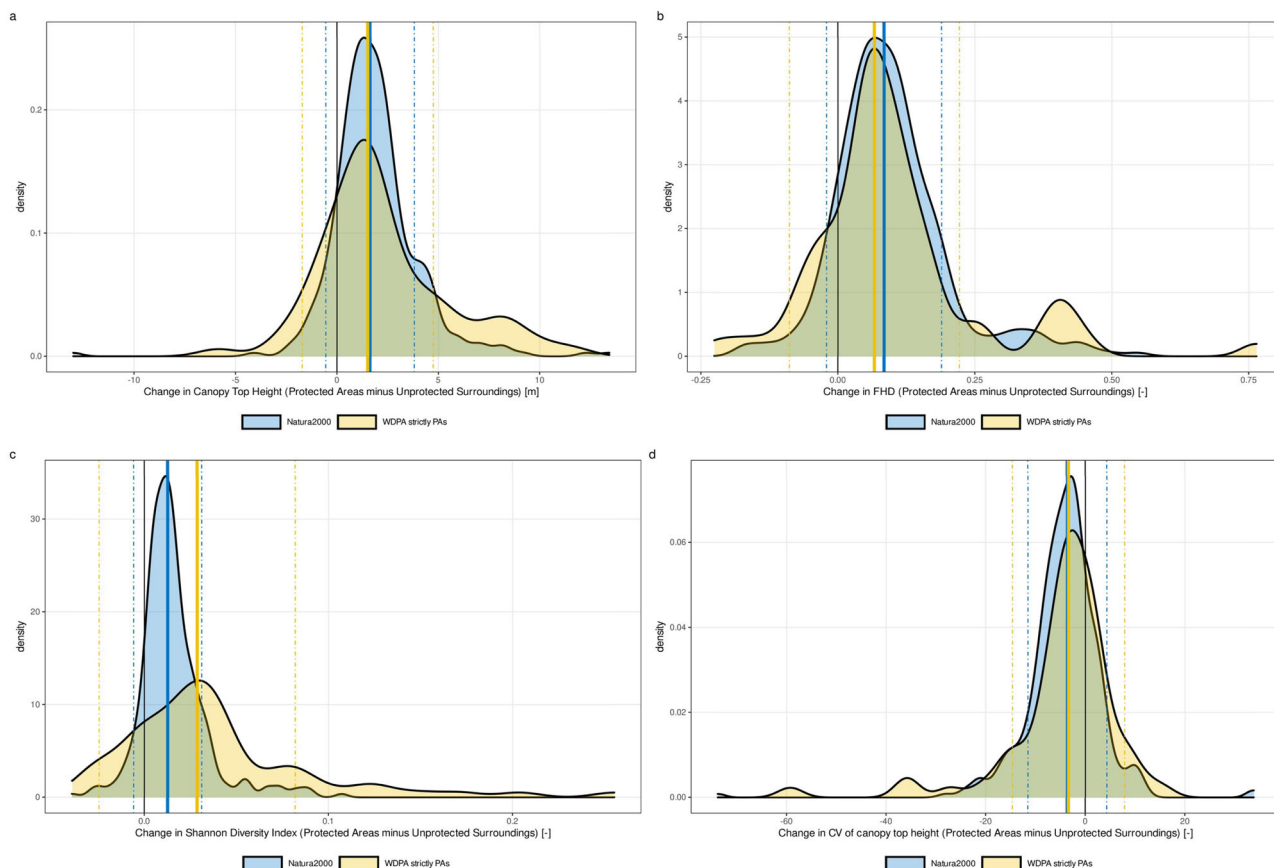 a
density
0.2
0.1
0.0
-10
-5
0
5
10
Change in Canopy Top Height (Protected Areas minus Unprotected Surroundings) [m]
Natura2000
WDPA strictly PAs
b
density
5
4
3
2
1
0
-0.25
0.00
0.25
0.50
0.75
Change in FHD (Protected Areas minus Unprotected Surroundings) [-]
Natura2000
WDPA strictly PAs
c
density
30
20
10
0
0.0
0.1
0.2
Change in Shannon Diversity Index (Protected Areas minus Unprotected Surroundings) [-]
Natura2000
WDPA strictly PAs
d
density
0.06
0.04
0.02
0.00
-60
-40
-20
0
20
Change in CV of canopy top height (Protected Areas minus Unprotected Surroundings) [-]
Natura2000
WDPA strictly PAs